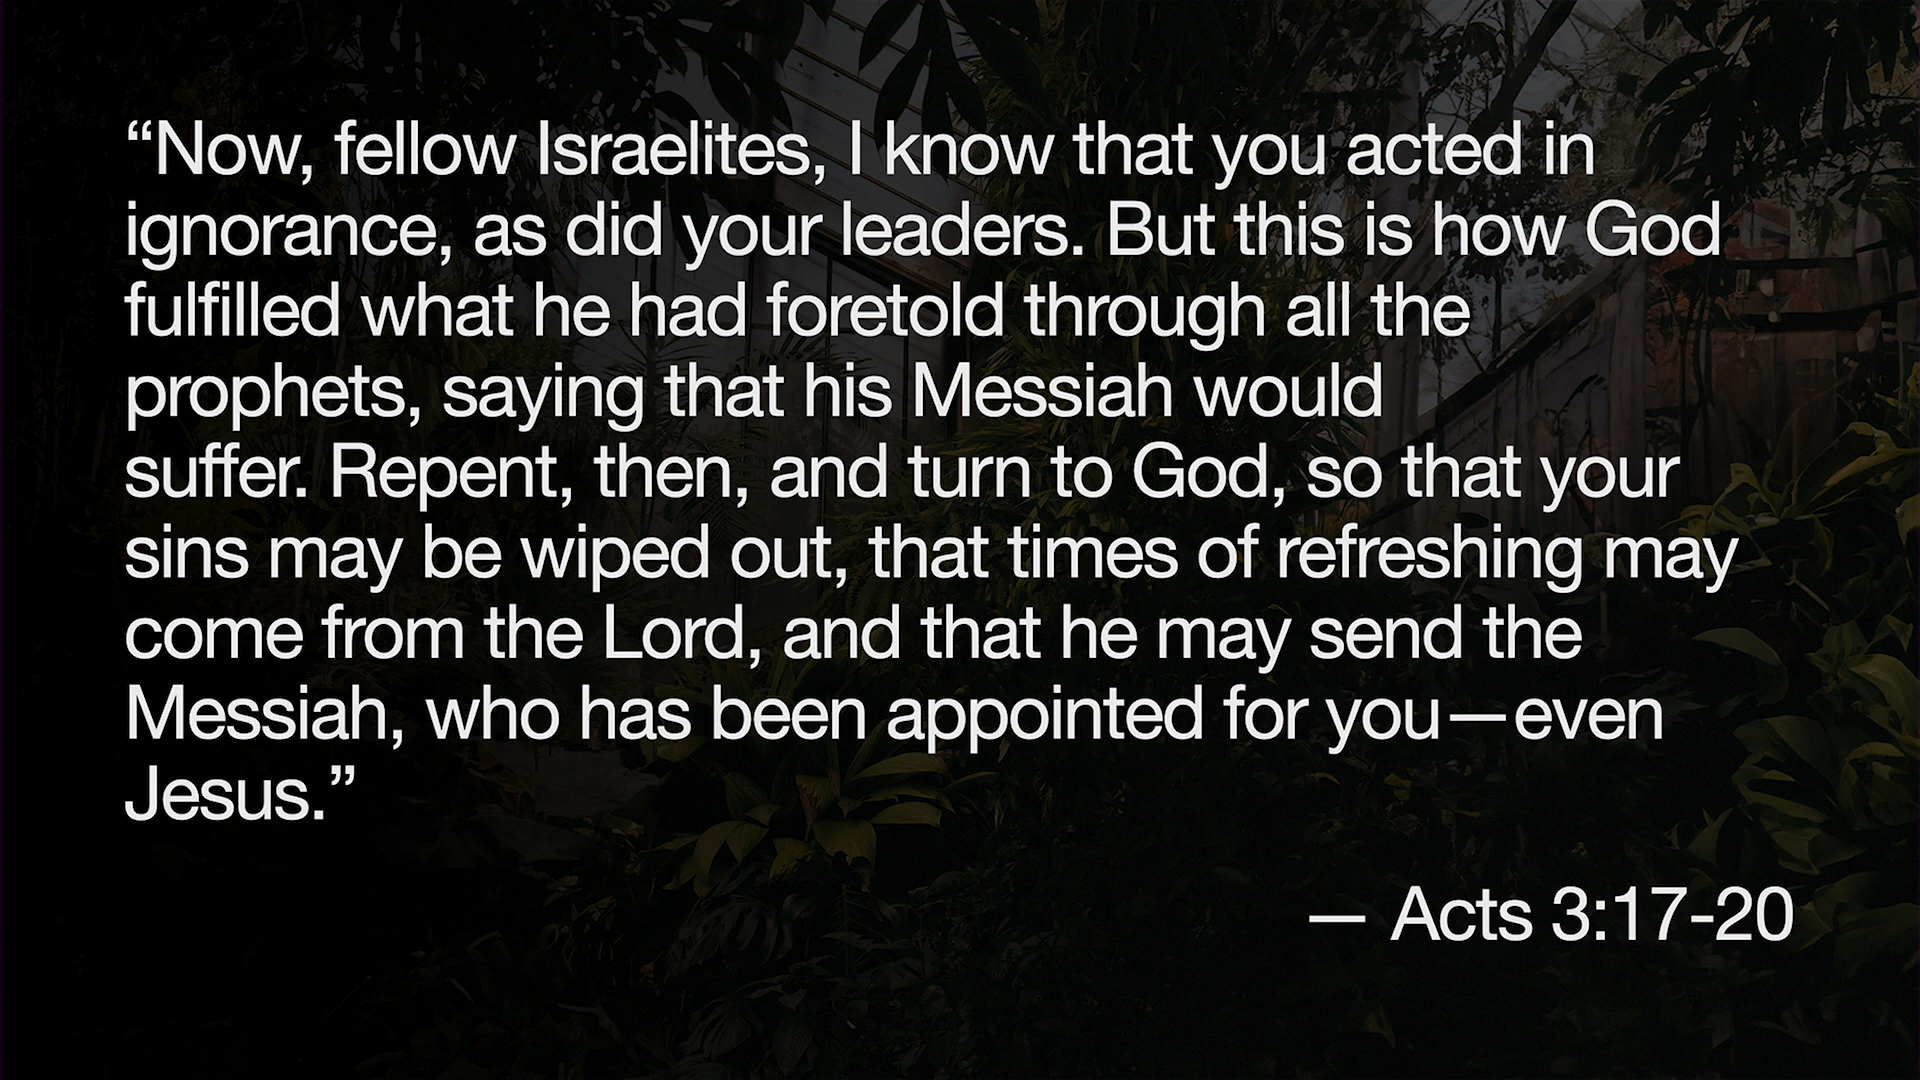 “Now, fellow Israelites, I know that you acted in
ignorance, as did your leaders. But this is how God
fulfilled what he had foretold through all the
prophets, saying that his Messiah would
suffer. Repent, then, and turn to God, so that your
sins may be wiped out, that times of refreshing may
come from the Lord, and that he may send the
Messiah, who has been appointed for you—even
Jesus.”
— Acts 3:17-20